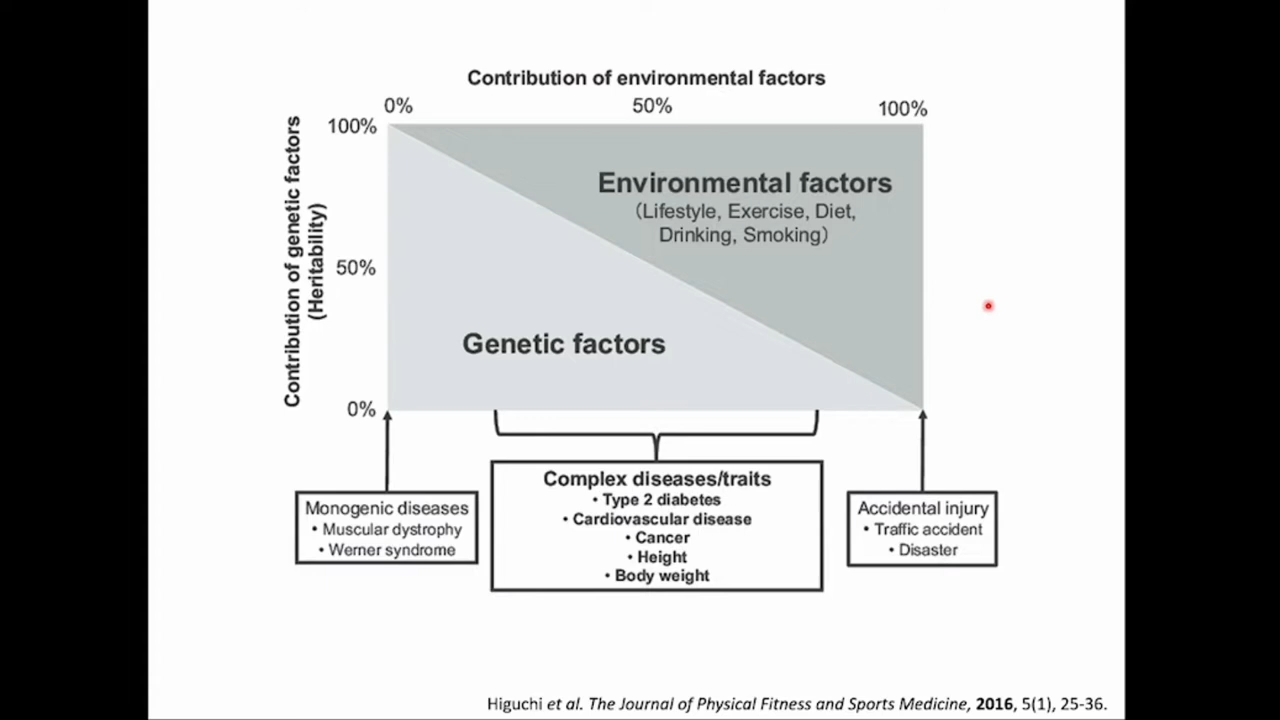 Contribution of environmental factors
0%
50%
100%
Contribution of genetic factors
(Heritability)
100%
50%
0%
Environmental factors
(Lifestyle, Exercise, Diet,
Drinking, Smoking)
Genetic factors
Monogenic diseases
• Muscular dystrophy
• Werner syndrome
Complex diseases/traits
• Type 2 diabetes
• Cardiovascular disease
• Cancer
• Height
• Body weight
Accidental injury
• Traffic accident
• Disaster
Higuchi et al. The Journal of Physical Fitness and Sports Medicine, 2016, 5(1), 25-36.